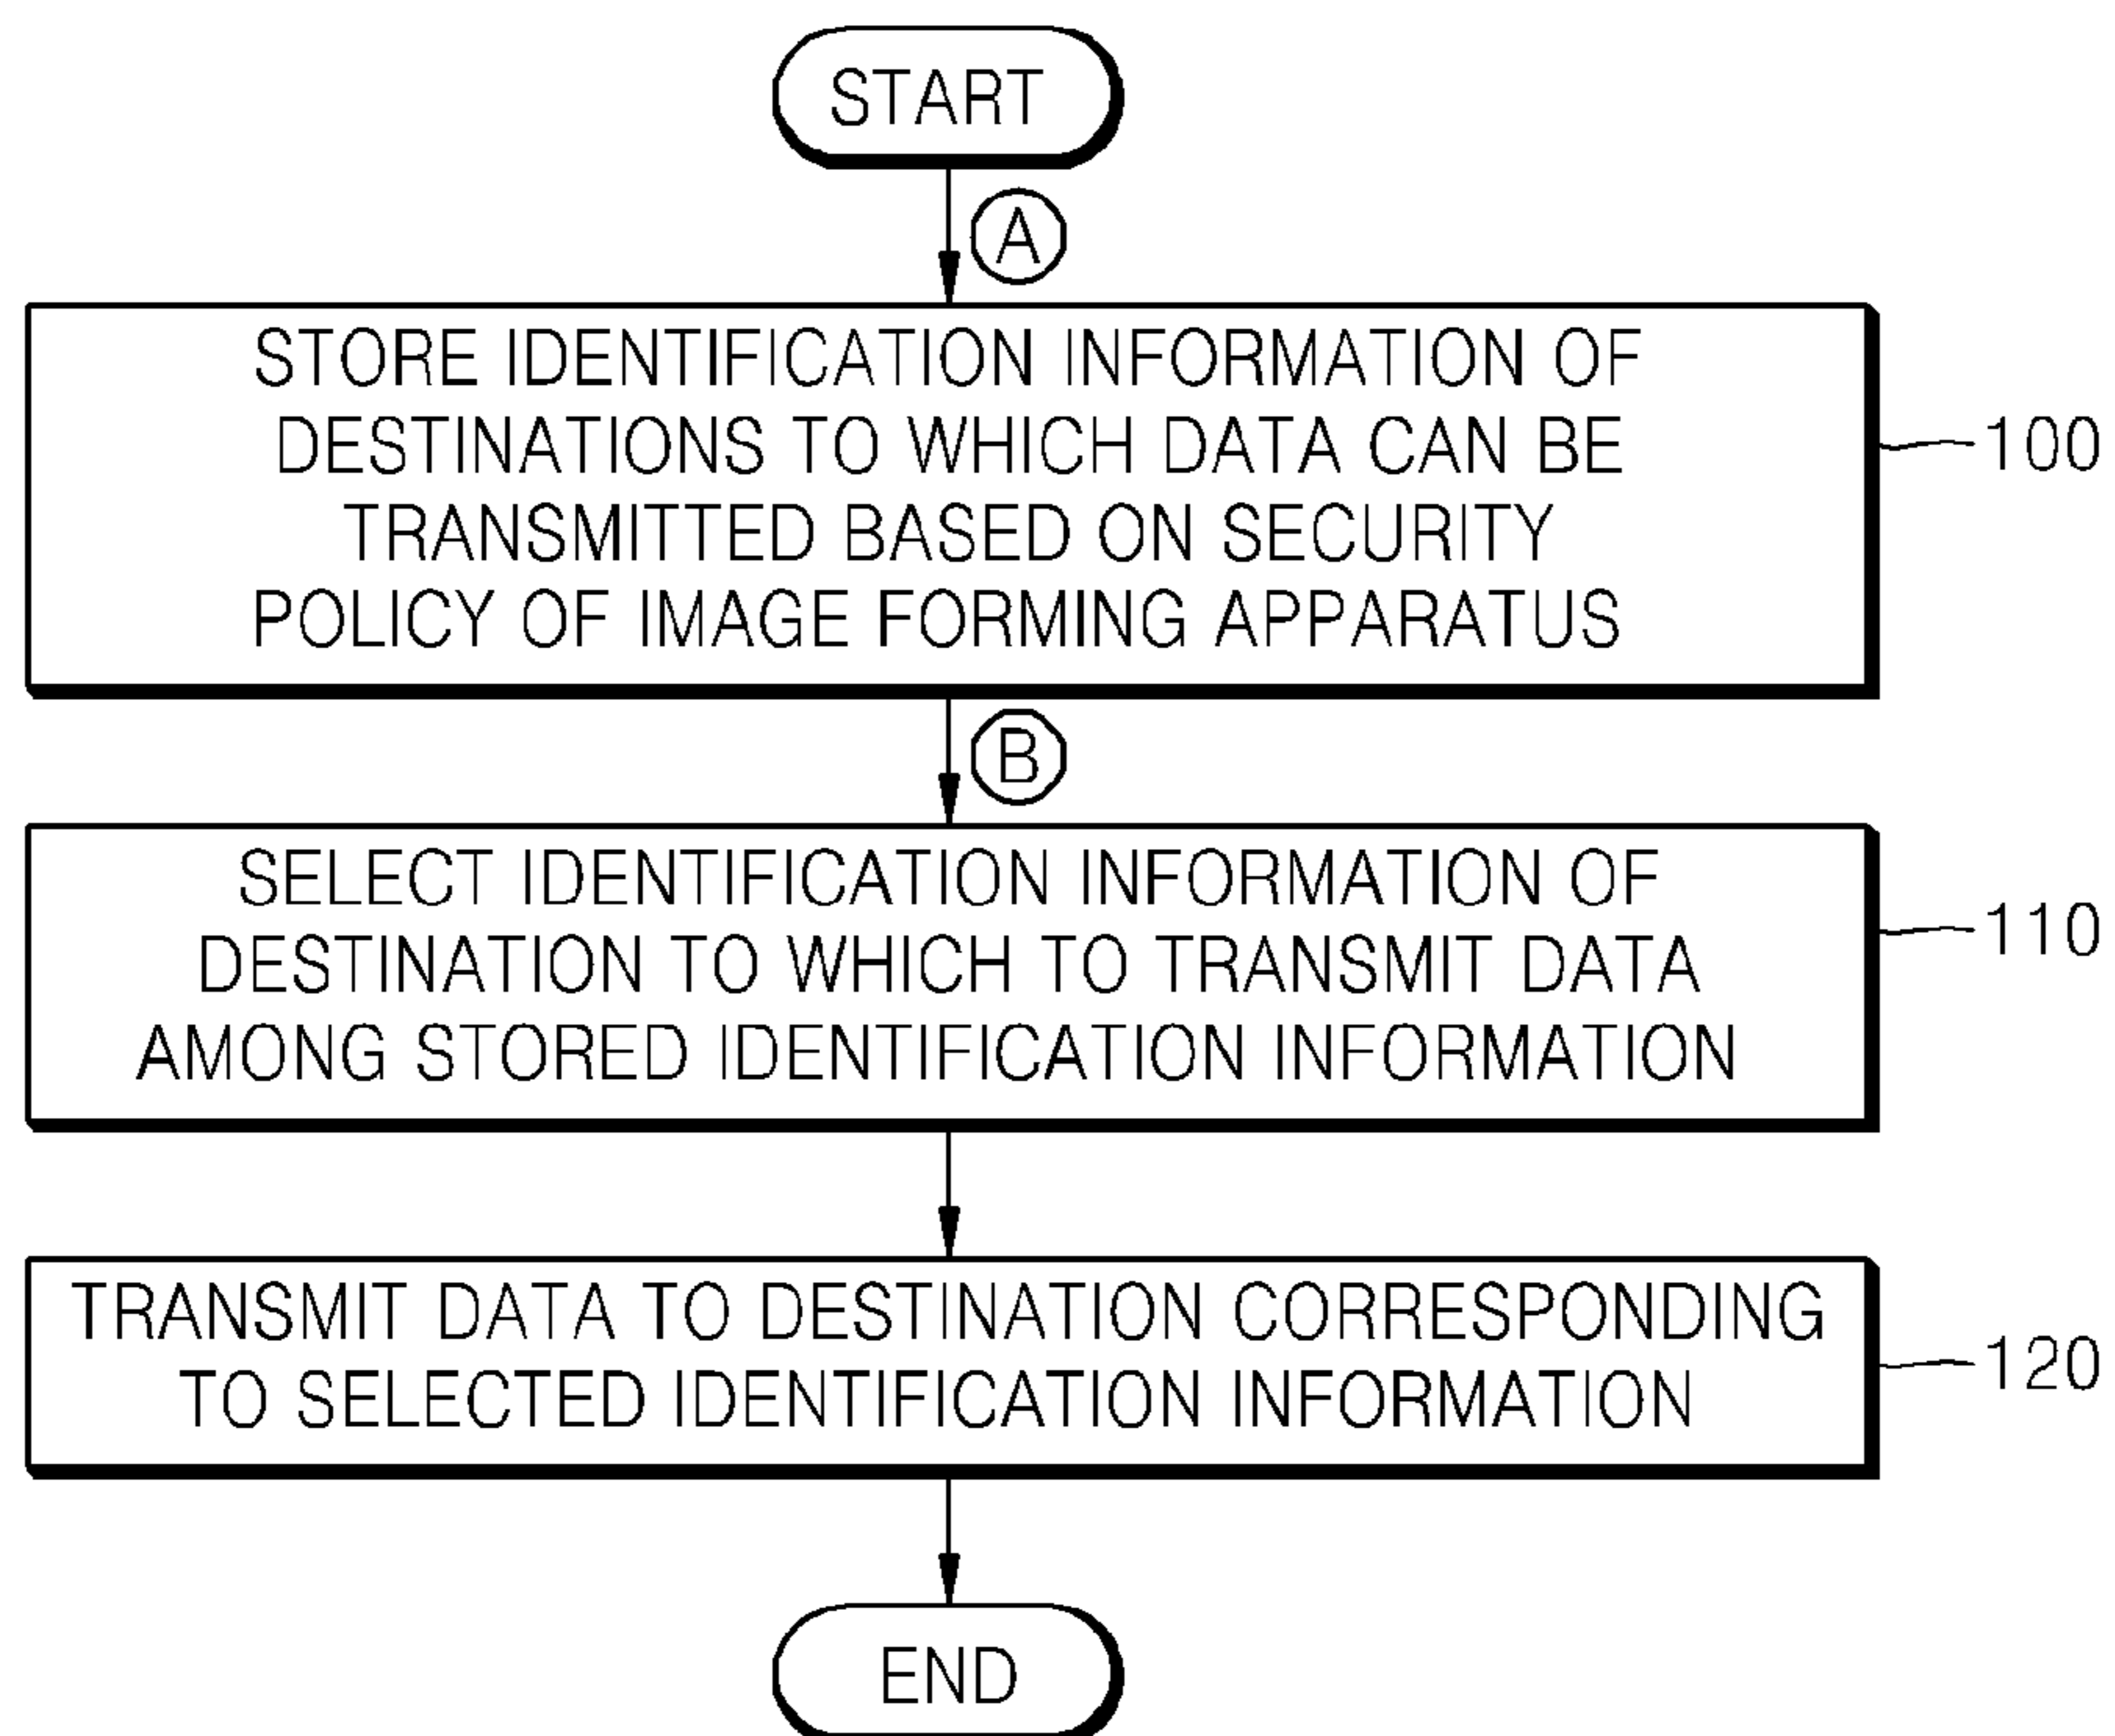 START
A
STORE IDENTIFICATION INFORMATION OF
DESTINATIONS TO WHICH DATA CAN BE
TRANSMITTED BASED ON SECURITY
POLICY OF IMAGE FORMING APPARATUS
100
B
SELECT IDENTIFICATION INFORMATION OF
DESTINATION TO WHICH TO TRANSMIT DATA
AMONG STORED IDENTIFICATION INFORMATION
110
TRANSMIT DATA TO DESTINATION CORRESPONDING
TO SELECTED IDENTIFICATION INFORMATION
120
END